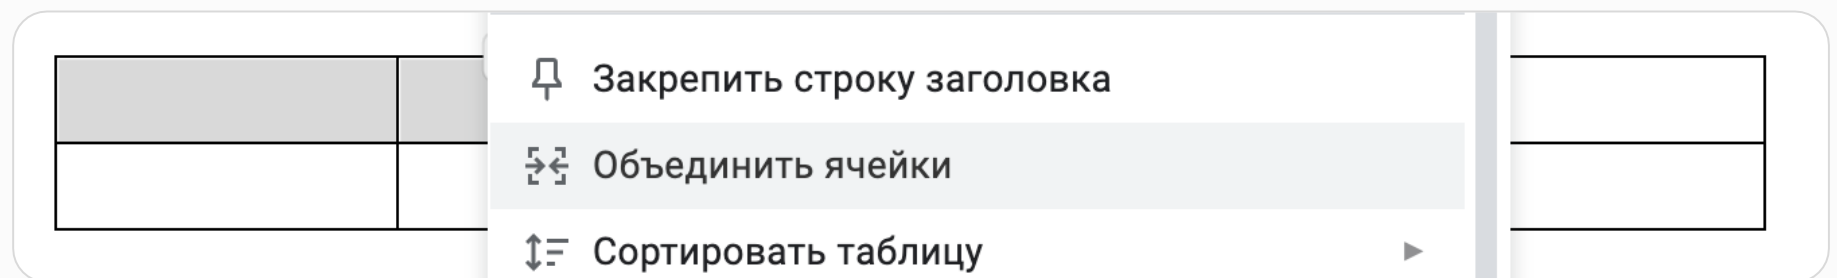 Закрепить строку заголовка
Объединить ячейки
Сортировать таблицу